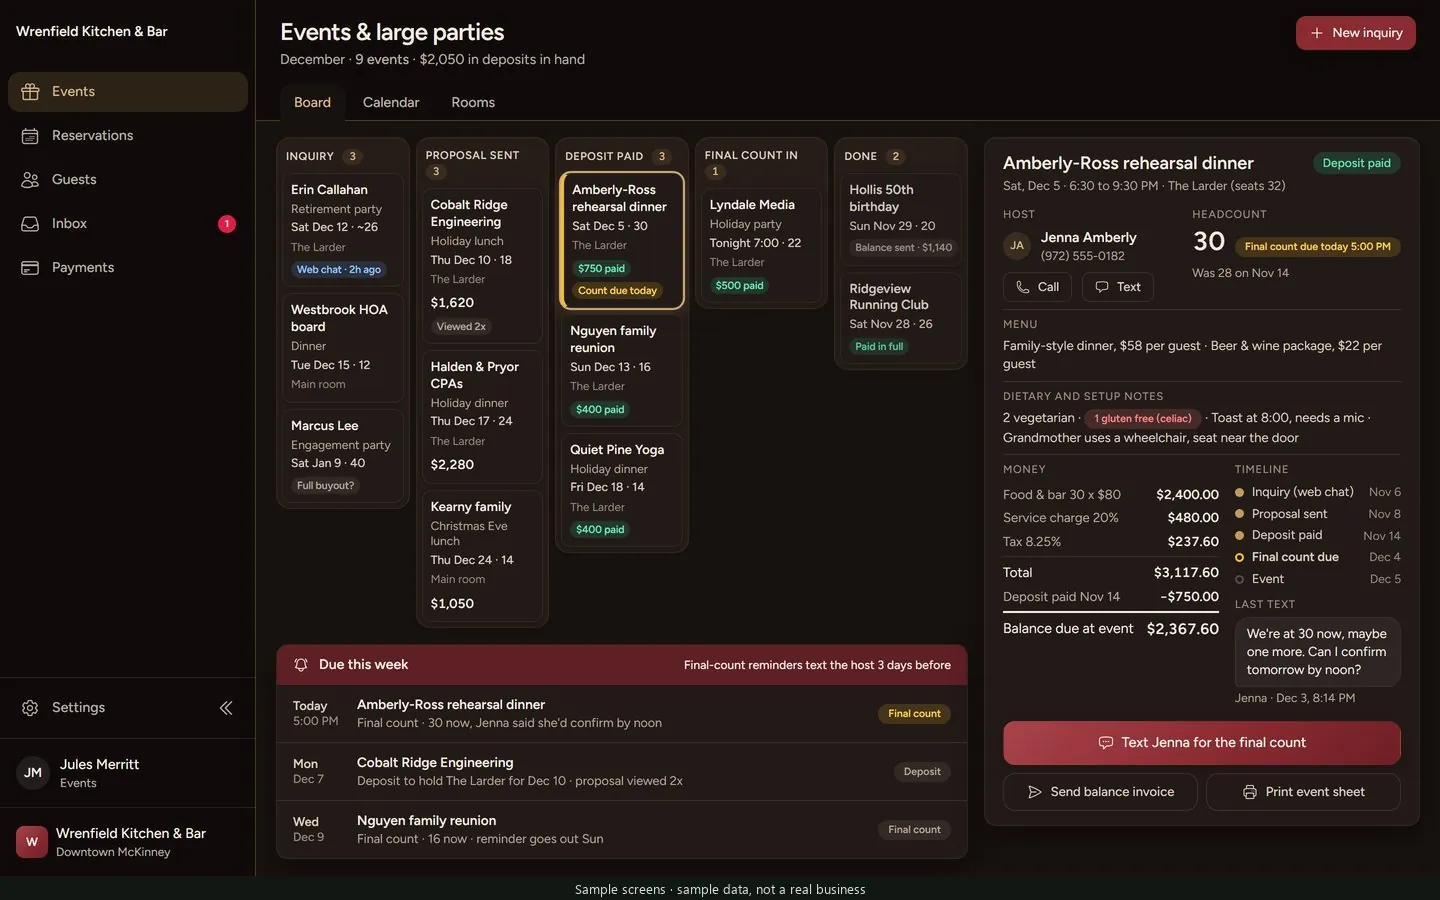 Wrenfield Kitchen & Bar
Events
Reservations
Guests
Inbox
1
Payments
Settings
JM
Jules Merritt
Events
W
Wrenfield Kitchen & Bar
Downtown McKinney
Events & large parties
December · 9 events · $2,050 in deposits in hand
New inquiry
Board
Calendar
Rooms
INQUIRY 3
Erin Callahan
Retirement party
Sat Dec 12 · ~26
The Larder
Web chat · 2h ago
Westbrook HOA
board
Dinner
Tue Dec 15 · 12
Main room
Marcus Lee
Engagement party
Sat Jan 9 · 40
Full buyout?
PROPOSAL SENT
3
Cobalt Ridge
Engineering
Holiday lunch
Thu Dec 10 · 18
The Larder
$1,620
Viewed 2x
Halden & Pryor
CPAs
Holiday dinner
Thu Dec 17 · 24
The Larder
$2,280
Kearny family
Christmas Eve
lunch
Thu Dec 24 · 14
Main room
$1,050
DEPOSIT PAID 3
Amberly-Ross
rehearsal dinner
Sat Dec 5 · 30
The Larder
$750 paid
Count due today
Nguyen family
reunion
Sun Dec 13 · 16
The Larder
$400 paid
Quiet Pine Yoga
Holiday dinner
Fri Dec 18 · 14
The Larder
$400 paid
FINAL COUNT IN
1
Lyndale Media
Holiday party
Tonight 7:00 · 22
The Larder
$500 paid
DONE 2
Hollis 50th
birthday
Sun Nov 29 · 20
Balance sent · $1,140
Ridgeview
Running Club
Sat Nov 28 · 26
Paid in full
Due this week
Final-count reminders text the host 3 days before
Today
5:00 PM
Amberly-Ross rehearsal dinner
Final count · 30 now, Jenna said she'd confirm by noon
Final count
Mon
Dec 7
Cobalt Ridge Engineering
Deposit to hold The Larder for Dec 10 · proposal viewed 2x
Deposit
Wed
Dec 9
Nguyen family reunion
Final count · 16 now · reminder goes out Sun
Final count
Amberly-Ross rehearsal dinner
Deposit paid
Sat, Dec 5 · 6:30 to 9:30 PM · The Larder (seats 32)
HOST
JA
Jenna Amberly
(972) 555-0182
Call
Text
HEADCOUNT
30
Final count due today 5:00 PM
Was 28 on Nov 14
MENU
Family-style dinner, $58 per guest · Beer & wine package, $22 per
guest
DIETARY AND SETUP NOTES
2 vegetarian · 1 gluten free (celiac) · Toast at 8:00, needs a mic ·
Grandmother uses a wheelchair, seat near the door
MONEY
Food & bar 30 x $80 $2,400.00
Service charge 20% $480.00
Tax 8.25% $237.60
Total $3,117.60
Deposit paid Nov 14 −$750.00
Balance due at event $2,367.60
TIMELINE
Inquiry (web chat) Nov 6
Proposal sent Nov 8
Deposit paid Nov 14
Final count due Dec 4
Event Dec 5
LAST TEXT
We're at 30 now, maybe
one more. Can I confirm
tomorrow by noon?
Jenna · Dec 3, 8:14 PM
Text Jenna for the final count
Send balance invoice
Print event sheet
Sample screens · sample data, not a real business